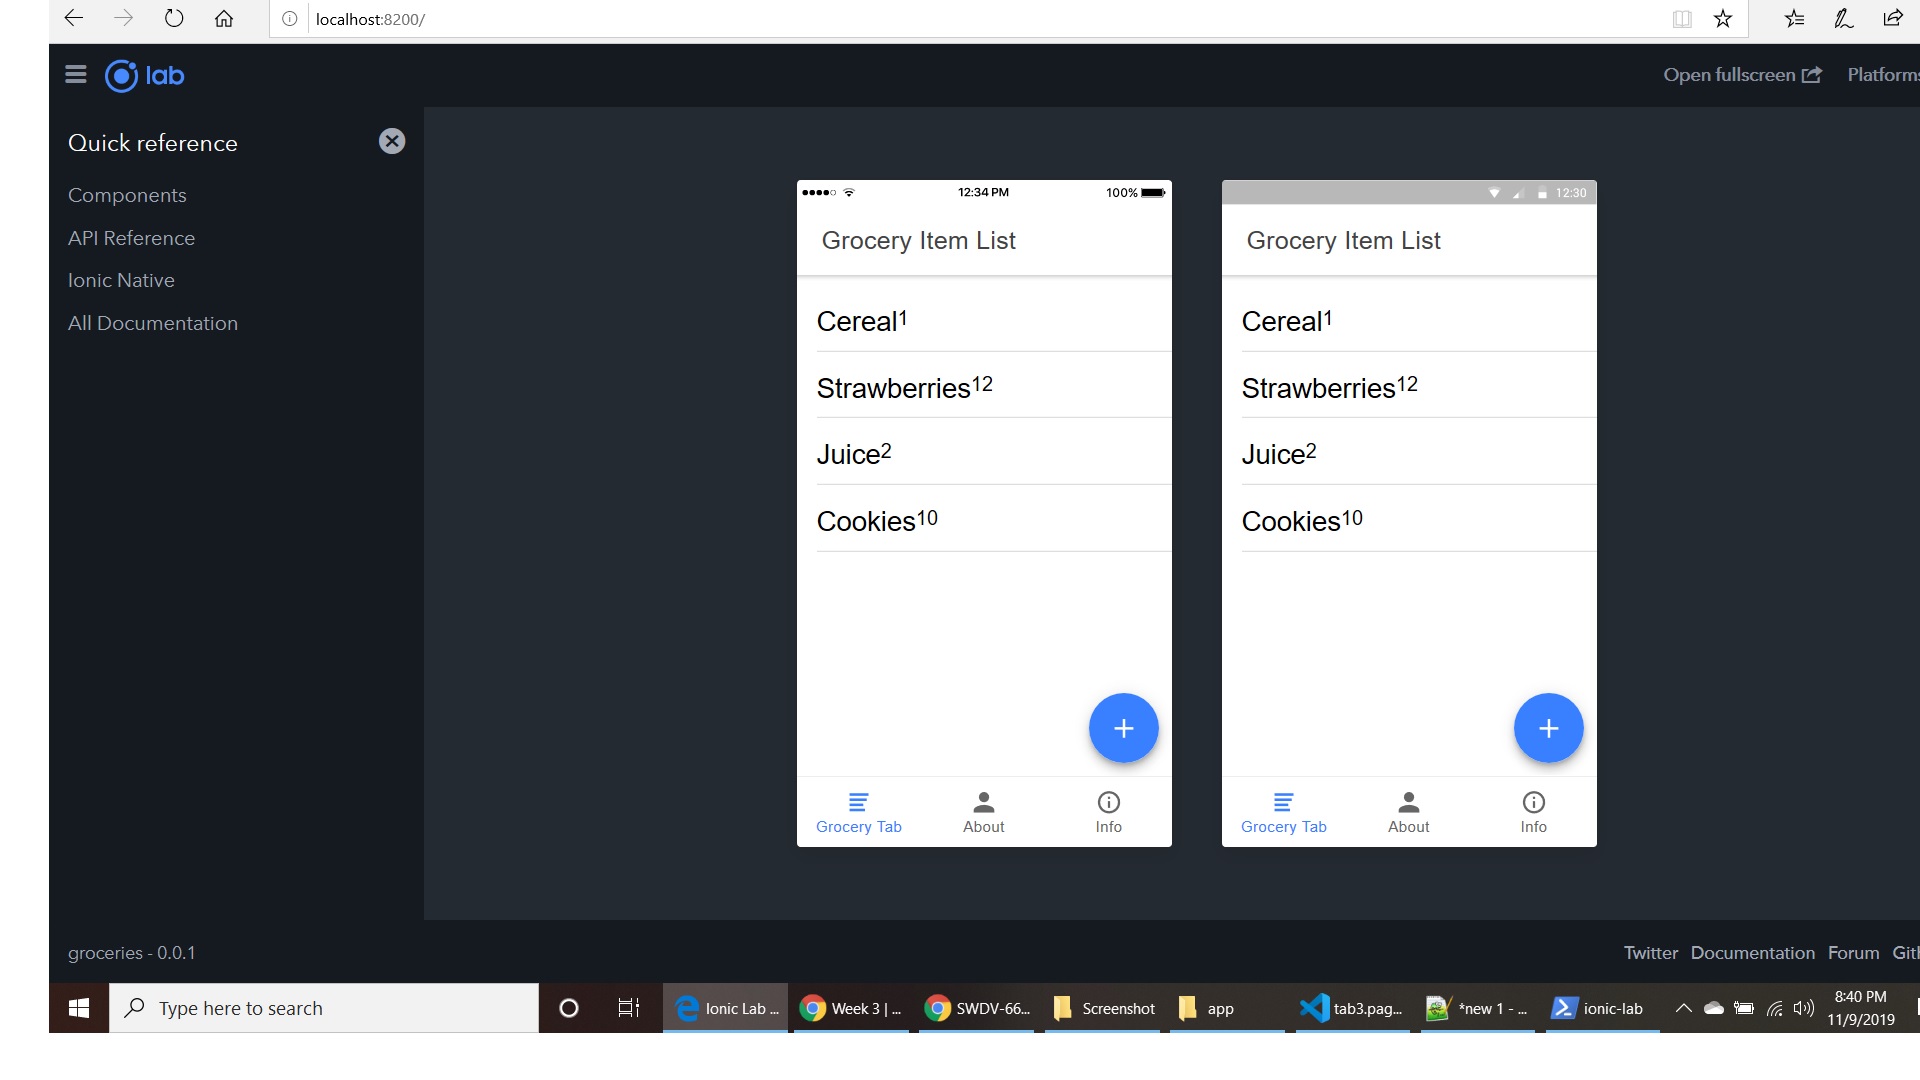 localhost:8200/
lab
Open fullscreen
Platforms
Quick reference
Components
API Reference
Ionic Native
All Documentation
12:34 PM
100%
Grocery Item List
Cereal1
Strawberries12
Juice2
Cookies10
Grocery Tab
About
Info
12:30
Grocery Item List
Cereal1
Strawberries12
Juice2
Cookies10
Grocery Tab
About
Info
groceries - 0.0.1
Twitter Documentation Forum Gith
Type here to search
Ionic Lab ...
Week 3 | ...
SWDV-66...
Screenshot
app
tab3.pag...
*new 1 - ...
ionic-lab
8:40 PM
11/9/2019